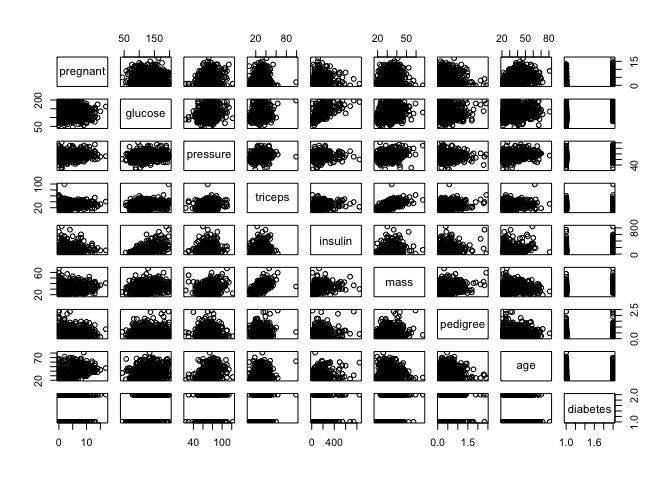 50 150 20 80 20 50 20 50 80
pregnant 0 15
50 200 glucose
pressure 40
20 100 triceps
insulin 0 800
20 60 mass
pedigree 0.0 2.5
20 70 age
diabetes 1.0 2.0
0 10 40 100 0 400 0.0 1.5 1.0 1.6